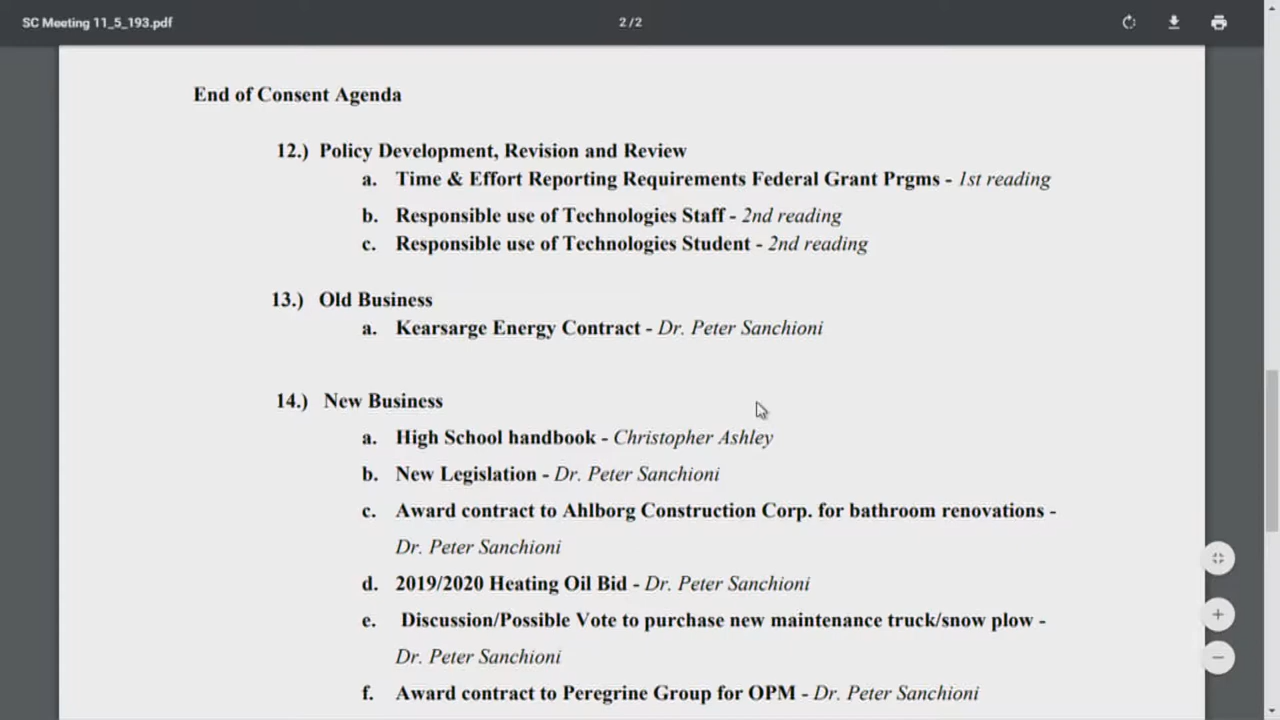 SC Meeting 11_5_193.pdf
2 / 2
End of Consent Agenda
12.) Policy Development, Revision and Review
a. Time & Effort Reporting Requirements Federal Grant Prgms - 1st reading
b. Responsible use of Technologies Staff - 2nd reading
c. Responsible use of Technologies Student - 2nd reading
13.) Old Business
a. Kearsarge Energy Contract - Dr. Peter Sanchioni
14.) New Business
a. High School handbook - Christopher Ashley
b. New Legislation - Dr. Peter Sanchioni
c. Award contract to Ahlborg Construction Corp. for bathroom renovations -
Dr. Peter Sanchioni
d. 2019/2020 Heating Oil Bid - Dr. Peter Sanchioni
e. Discussion/Possible Vote to purchase new maintenance truck/snow plow -
Dr. Peter Sanchioni
f. Award contract to Peregrine Group for OPM - Dr. Peter Sanchioni